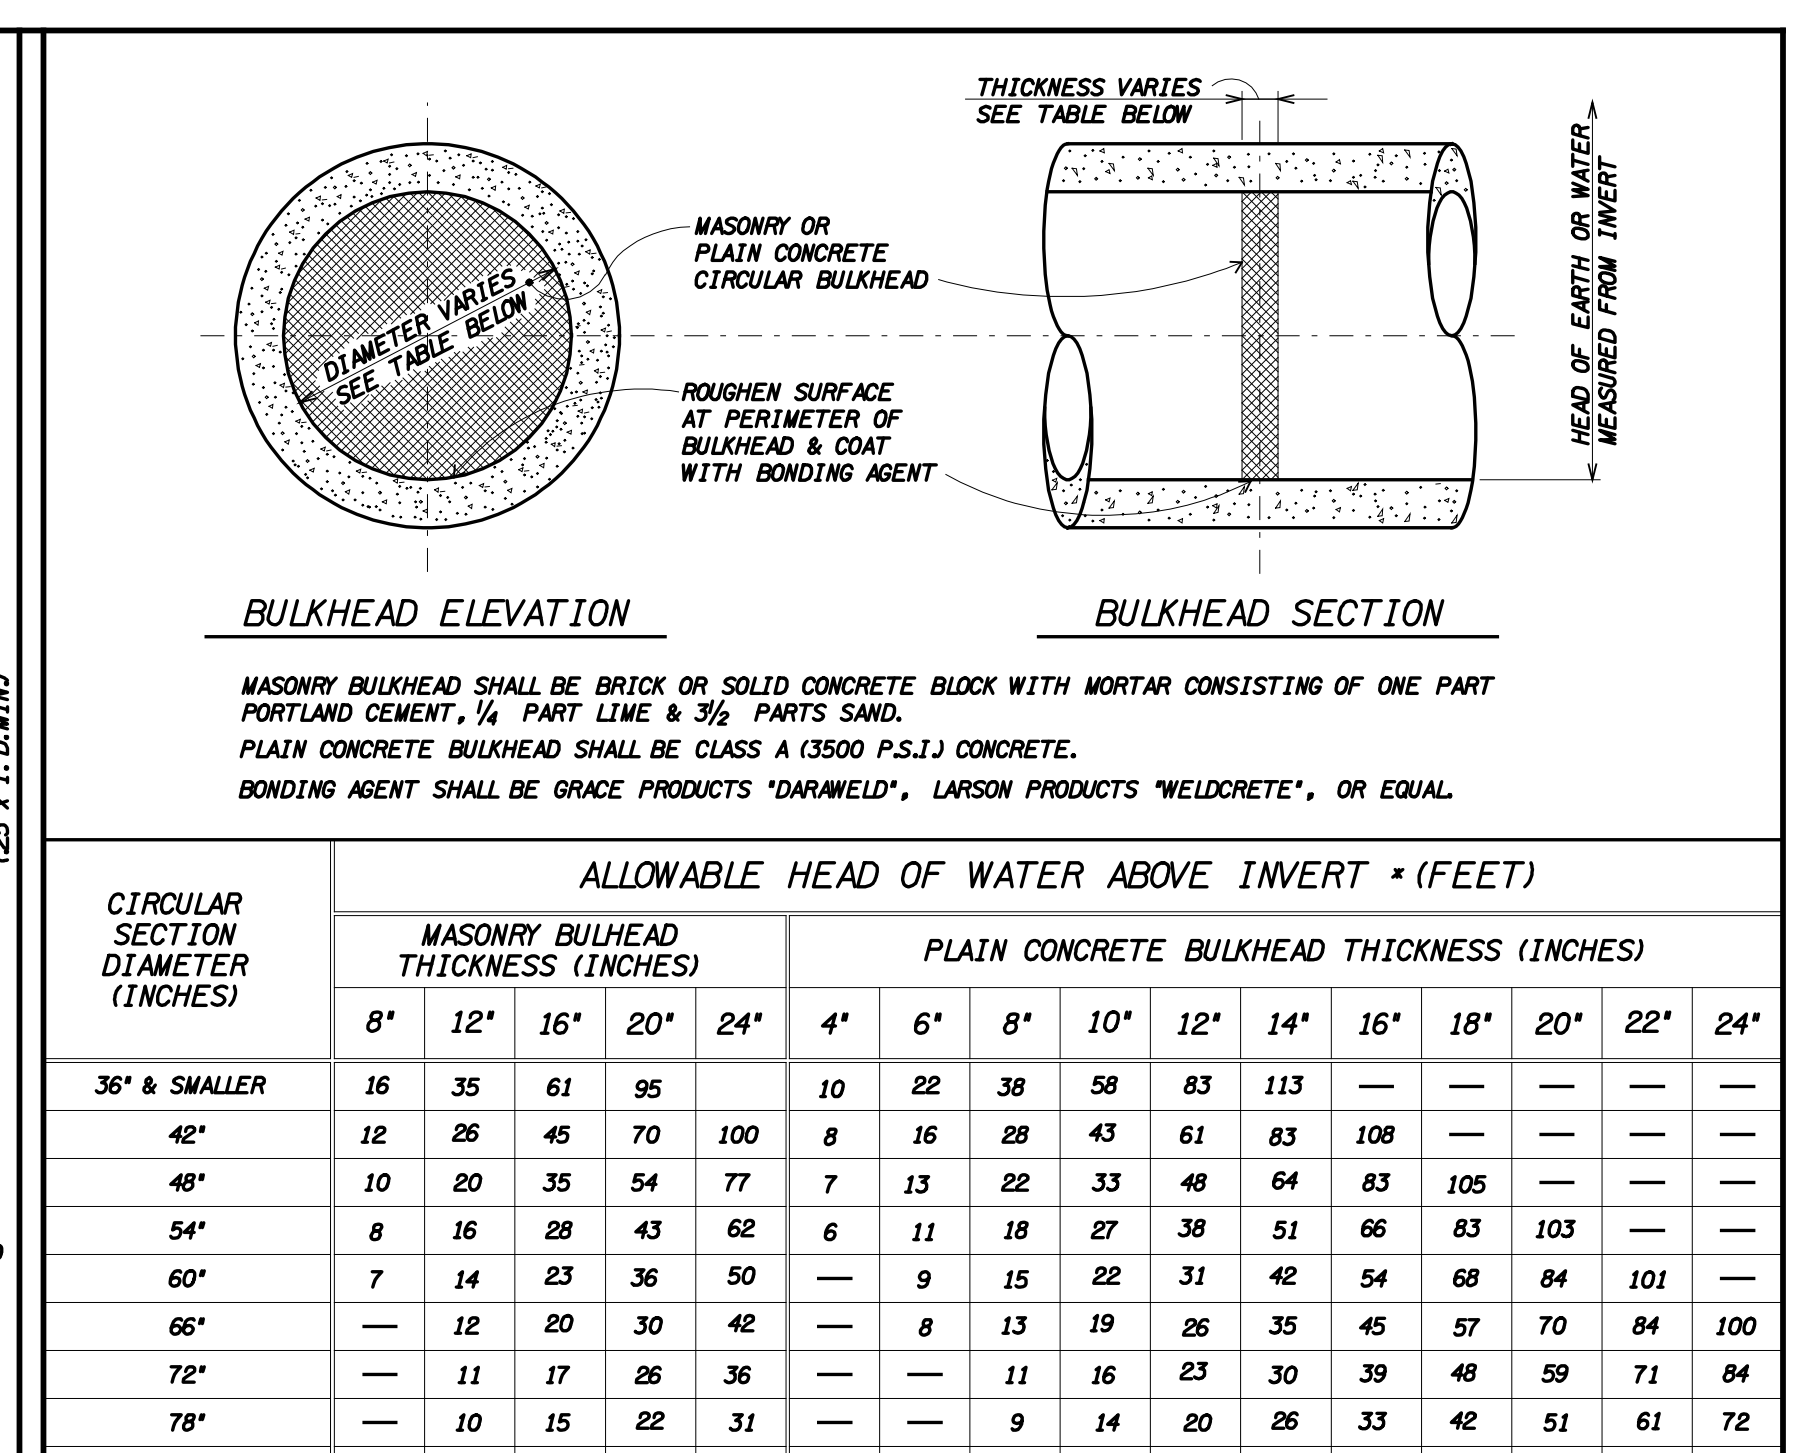 THICKNESS VARIES
SEE TABLE BELOW
HEAD OF EARTH OR WATER
MEASURED FROM INVERT
MASONRY OR
PLAIN CONCRETE
CIRCULAR BULKHEAD
DIAMETER VARIES
SEE TABLE BELOW
ROUGHEN SURFACE
AT PERIMETER OF
BULKHEAD & COAT
WITH BONDING AGENT
BULKHEAD ELEVATION
BULKHEAD SECTION
MASONRY BULKHEAD SHALL BE BRICK OR SOLID CONCRETE BLOCK WITH MORTAR CONSISTING OF ONE PART
PORTLAND CEMENT, 1/4 PART LIME & 3 1/2 PARTS SAND.
PLAIN CONCRETE BULKHEAD SHALL BE CLASS A (3500 P.S.I.) CONCRETE.
BONDING AGENT SHALL BE GRACE PRODUCTS "DARAWELD", LARSON PRODUCTS "WELDCRETE", OR EQUAL.
CIRCULAR
SECTION
DIAMETER
(INCHES)
ALLOWABLE HEAD OF WATER ABOVE INVERT * (FEET)
MASONRY BULHEAD
THICKNESS (INCHES)
PLAIN CONCRETE BULKHEAD THICKNESS (INCHES)
8" 12" 16" 20" 24" 4" 6" 8" 10" 12" 14" 16" 18" 20" 22" 24"
36" & SMALLER 16 35 61 95 10 22 38 58 83 113 — — — — —
42" 12 26 45 70 100 8 16 28 43 61 83 108 — — — —
48" 10 20 35 54 77 7 13 22 33 48 64 83 105 — — —
54" 8 16 28 43 62 6 11 18 27 38 51 66 83 103 — —
60" 7 14 23 36 50 — 9 15 22 31 42 54 68 84 101 —
66" — 12 20 30 42 — 8 13 19 26 35 45 57 70 84 100
72" — 11 17 26 36 — — 11 16 23 30 39 48 59 71 84
78" — 10 15 22 31 — — 9 14 20 26 33 42 51 61 72